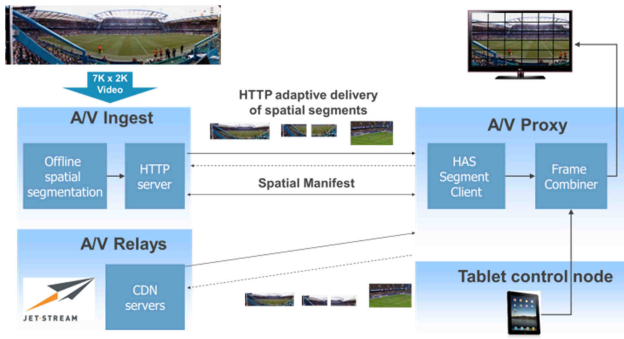 7K x 2K
Video
A/V Ingest
Offline
spatial
segmentation
HTTP
server
HTTP adaptive delivery
of spatial segments
Spatial Manifest
A/V Proxy
HAS
Segment
Client
Frame
Combiner
A/V Relays
JET-STREAM
CDN
servers
Tablet control node